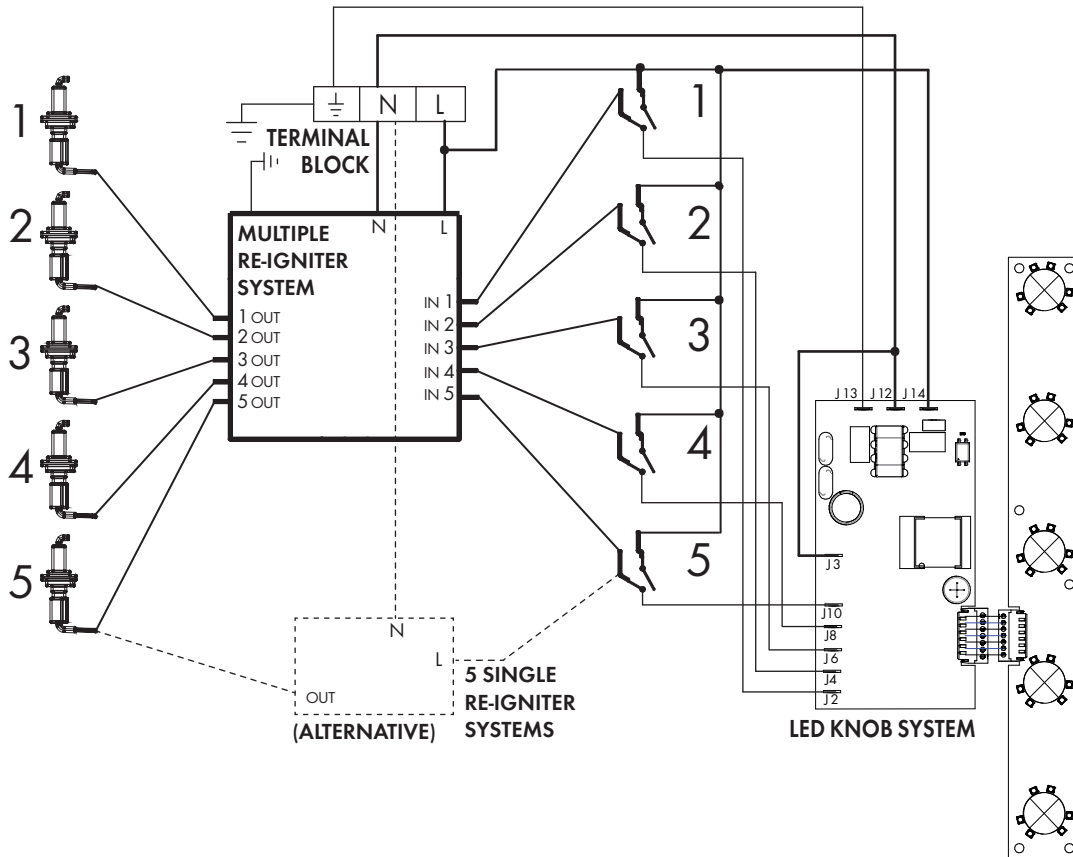 1
2
3
4
5
N
L
TERMINAL
BLOCK
MULTIPLE
RE-IGNITER
SYSTEM
N
L
1 OUT
2 OUT
3 OUT
4 OUT
5 OUT
IN 1
IN 2
IN 3
IN 4
IN 5
1
2
3
4
5
N
L
OUT
(ALTERNATIVE)
5 SINGLE
RE-IGNITER
SYSTEMS
J13
J12
J14
J3
J10
J8
J6
J4
J2
LED KNOB SYSTEM